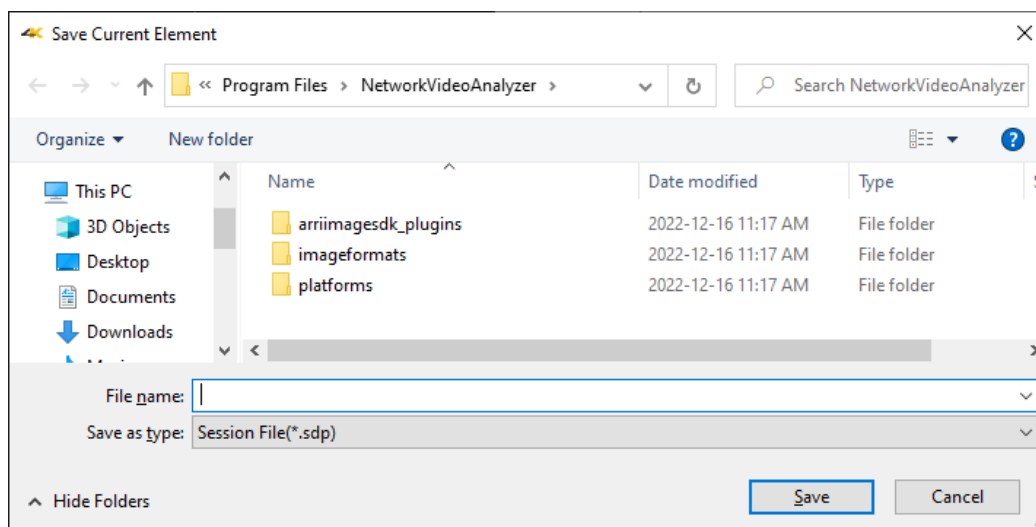 Save Current Element
« Program Files > NetworkVideoAnalyzer > Search NetworkVideoAnalyzer
Organize New folder
Name Date modified Type
This PC
3D Objects
Desktop
Documents
Downloads
arriimagesdk_plugins 2022-12-16 11:17 AM File folder
imageformats 2022-12-16 11:17 AM File folder
platforms 2022-12-16 11:17 AM File folder
File name:
Save as type: Session File(*.sdp)
Hide Folders Save Cancel